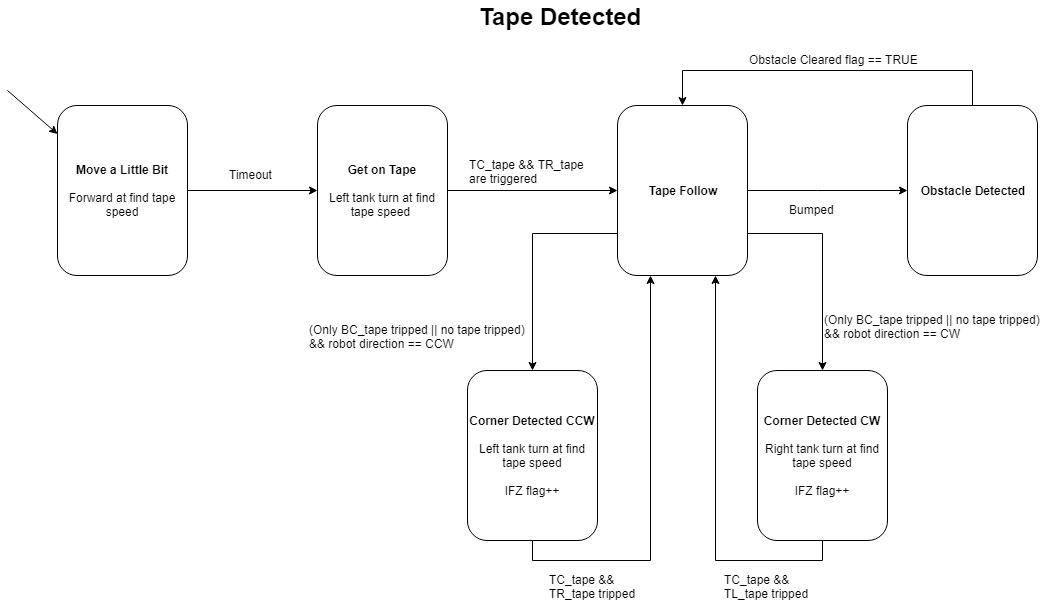 Tape Detected
Obstacle Cleared flag == TRUE
Move a Little Bit
Forward at find tape
speed
Timeout
Get on Tape
Left tank turn at find
tape speed
TC_tape && TR_tape
are triggered
Tape Follow
Bumped
Obstacle Detected
(Only BC_tape tripped || no tape tripped)
&& robot direction == CCW
(Only BC_tape tripped || no tape tripped)
&& robot direction == CW
Corner Detected CCW
Left tank turn at find
tape speed
IFZ flag++
Corner Detected CW
Right tank turn at find
tape speed
IFZ flag++
TC_tape &&
TR_tape tripped
TC_tape &&
TL_tape tripped